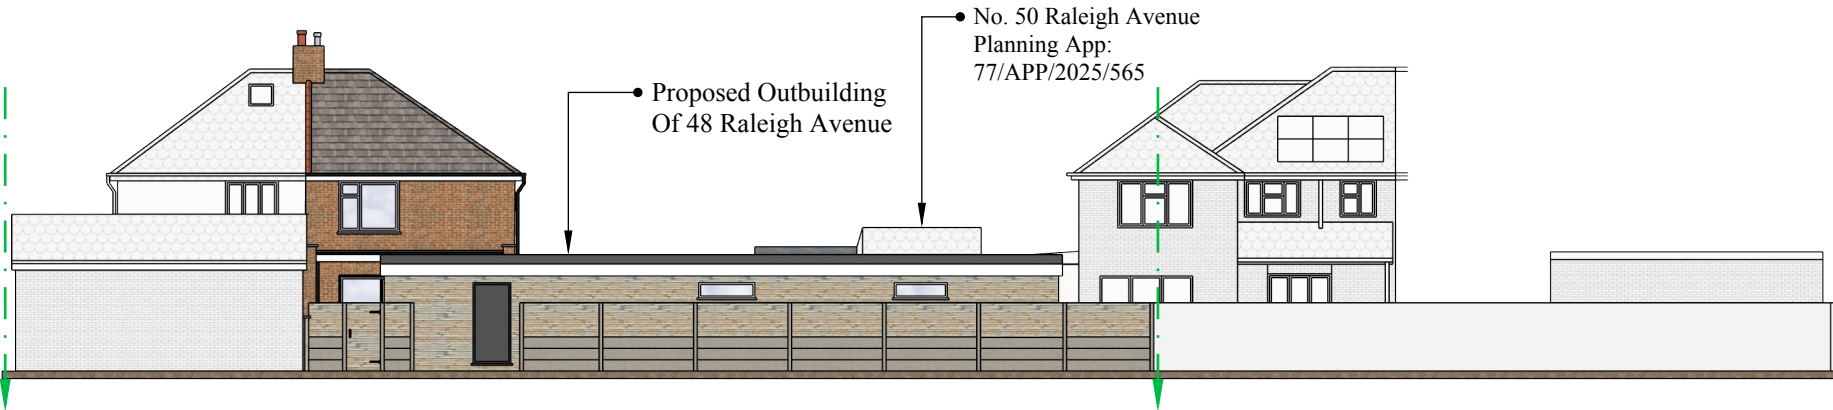 No. 50 Raleigh Avenue
Planning App:
77/APP/2025/565
Proposed Outbuilding
Of 48 Raleigh Avenue